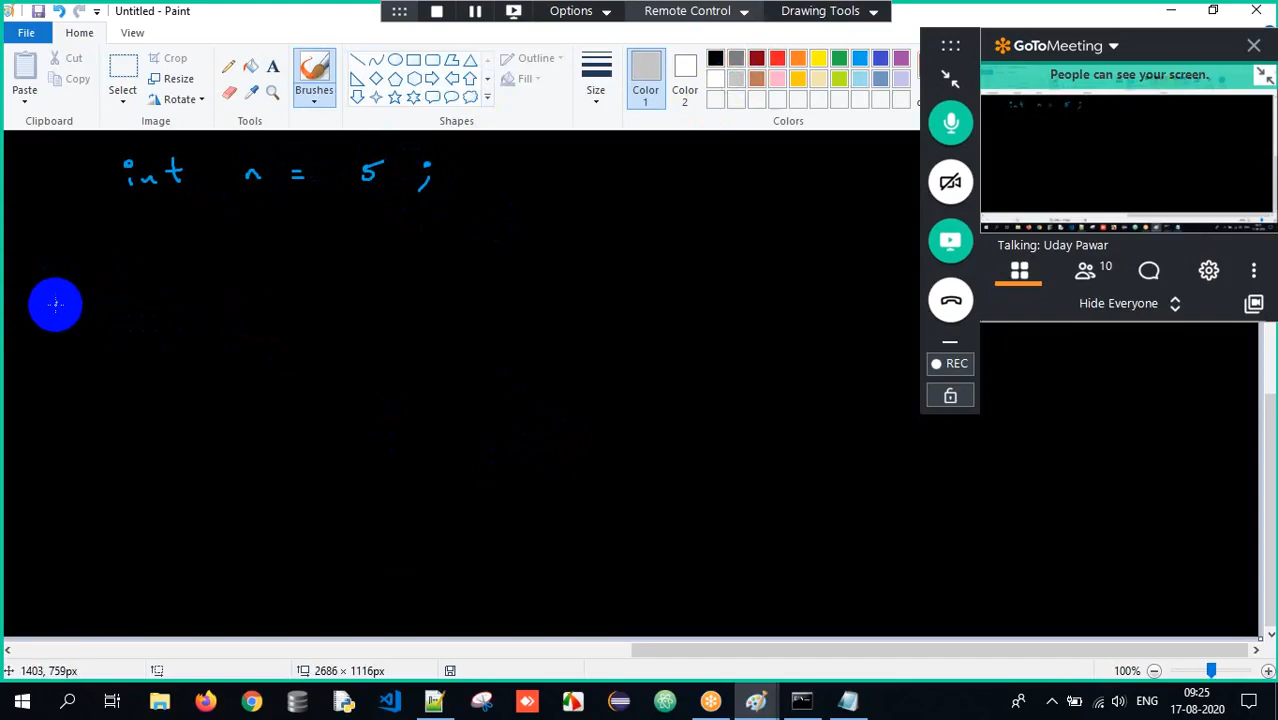 Untitled - Paint
Options
Remote Control
Drawing Tools
File
Home
View
Paste
Cut
Copy
Clipboard
Select
Crop
Resize
Rotate
Image
A
Tools
Brushes
Outline
Fill
Shapes
Size
Color 1
Color 2
Colors
int n = 5 ;
GoToMeeting
People can see your screen.
int n = 5 ;
Talking: Uday Pawar
10
Hide Everyone
REC
1403, 759px
2686 × 1116px
100%
ENG
09:25
17-08-2020